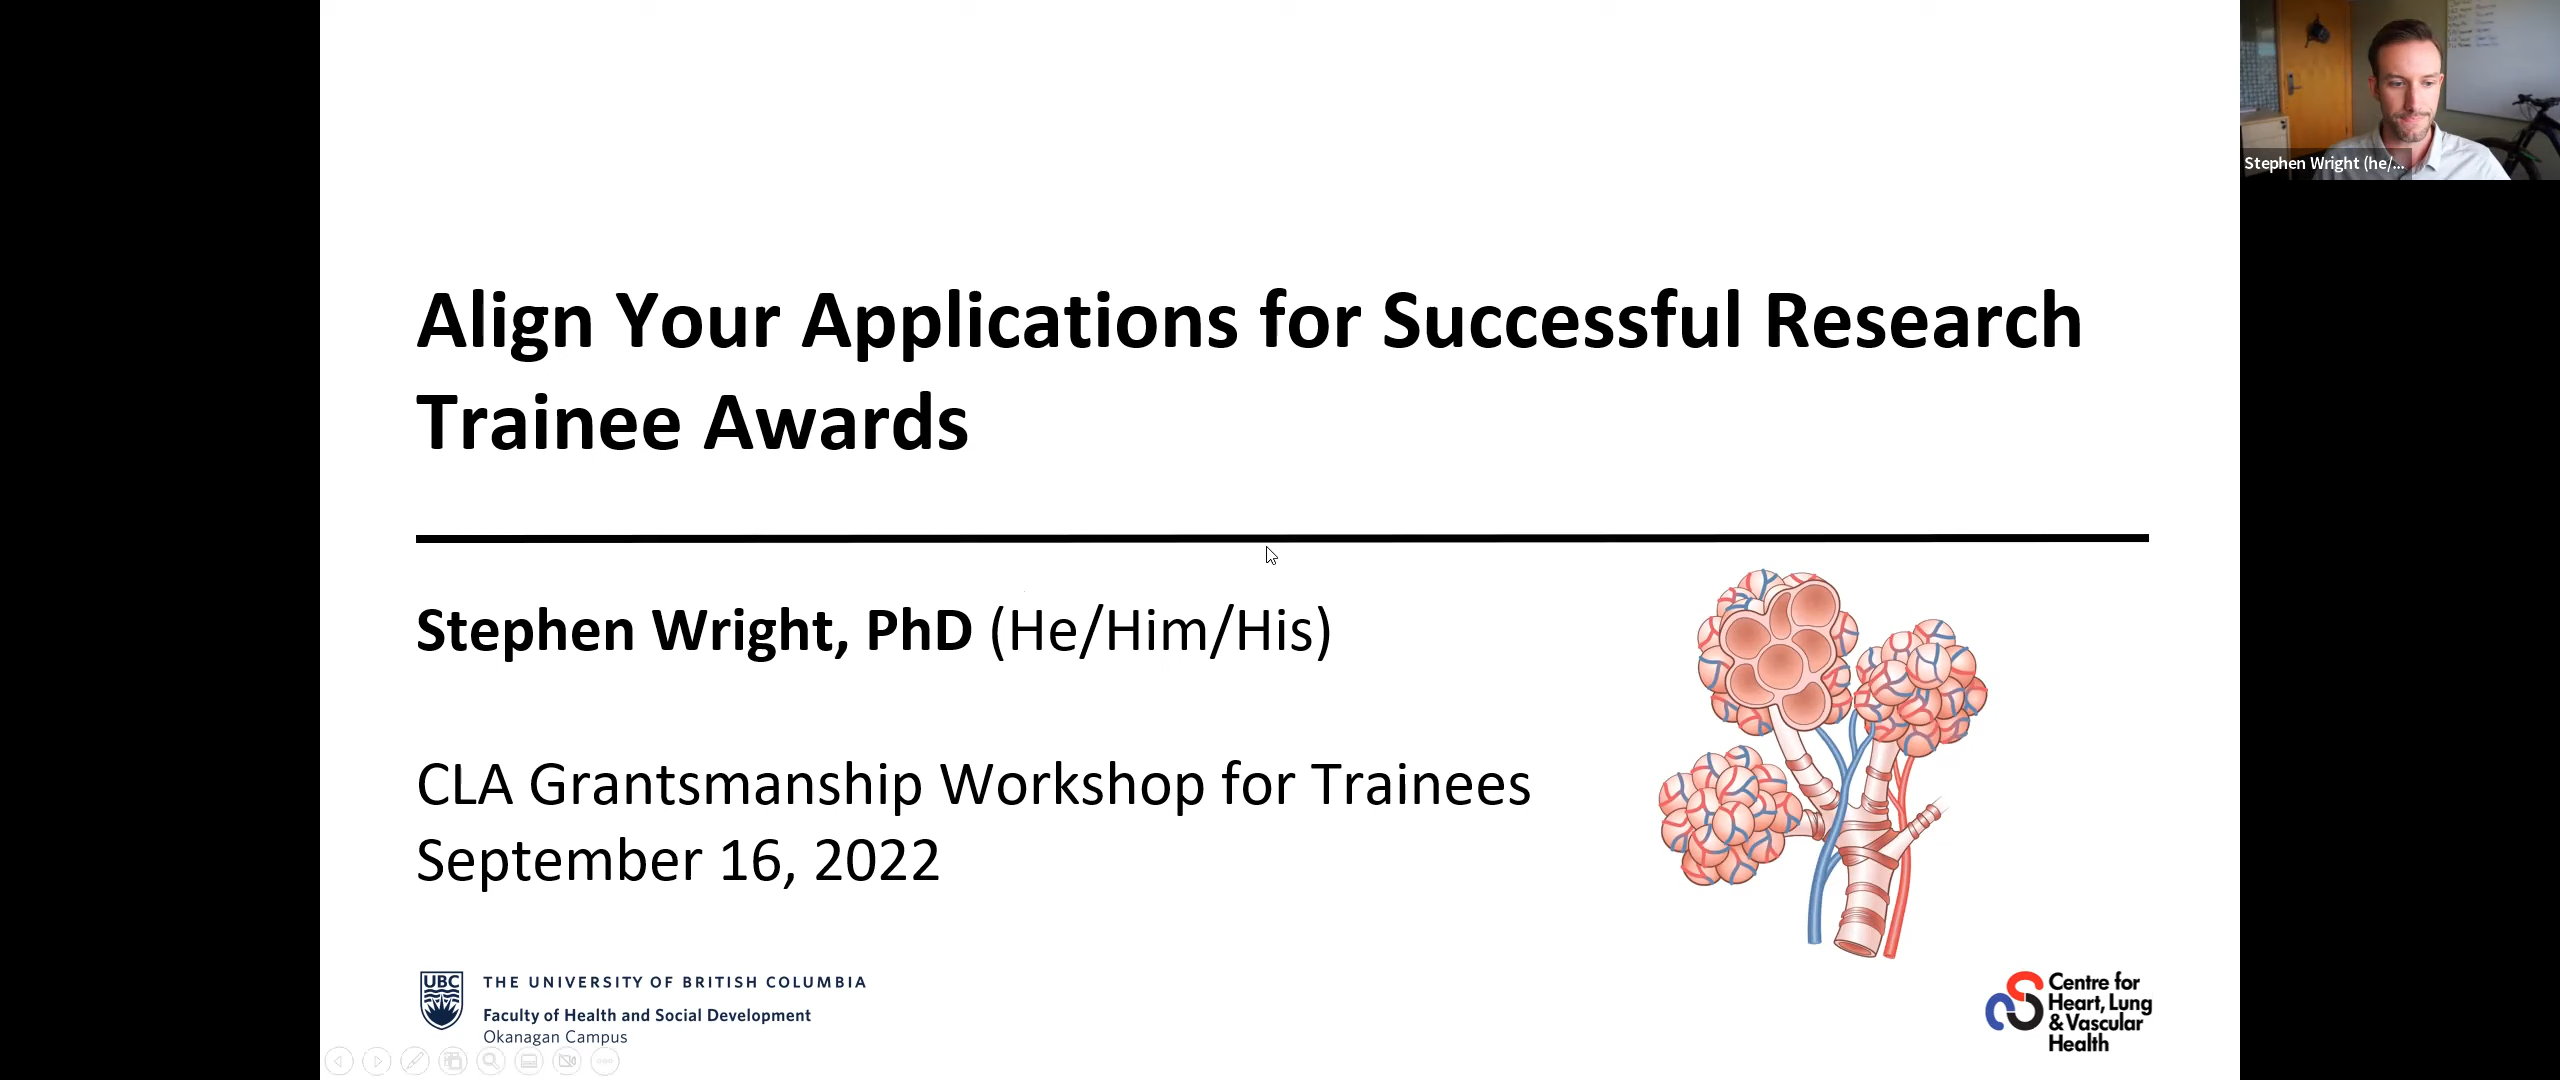 Align Your Applications for Successful Research
Trainee Awards
Stephen Wright, PhD (He/Him/His)
CLA Grantsmanship Workshop for Trainees
September 16, 2022
UBC
THE UNIVERSITY OF BRITISH COLUMBIA
Faculty of Health and Social Development
Okanagan Campus
Centre for
Heart, Lung
& Vascular
Health
Stephen Wright (he/...